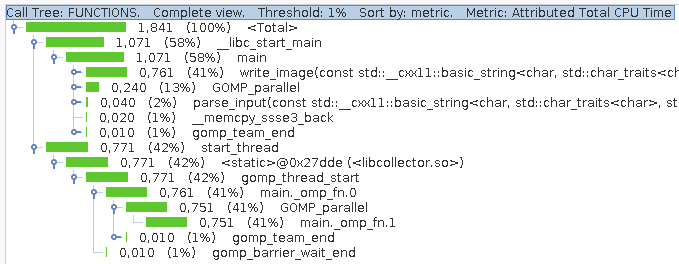 Call Tree: FUNCTIONS. Complete view. Threshold: 1% Sort by: metric. Metric: Attributed Total CPU Time
1,841 (100%) <Total>
1,071 (58%) __libc_start_main
1,071 (58%) main
0,761 (41%) write_image(const std::__cxx11::basic_string<char, std::char_traits<ch
0,240 (13%) GOMP_parallel
0,040 (2%) parse_input(const std::__cxx11::basic_string<char, std::char_traits<char>, st
0,020 (1%) __memcpy_ssse3_back
0,010 (1%) gomp_team_end
0,771 (42%) start_thread
0,771 (42%) <static>@0x27dde (<libcollector.so>)
0,771 (42%) gomp_thread_start
0,761 (41%) main._omp_fn.0
0,751 (41%) GOMP_parallel
0,751 (41%) main._omp_fn.1
0,010 (1%) gomp_team_end
0,010 (1%) gomp_barrier_wait_end